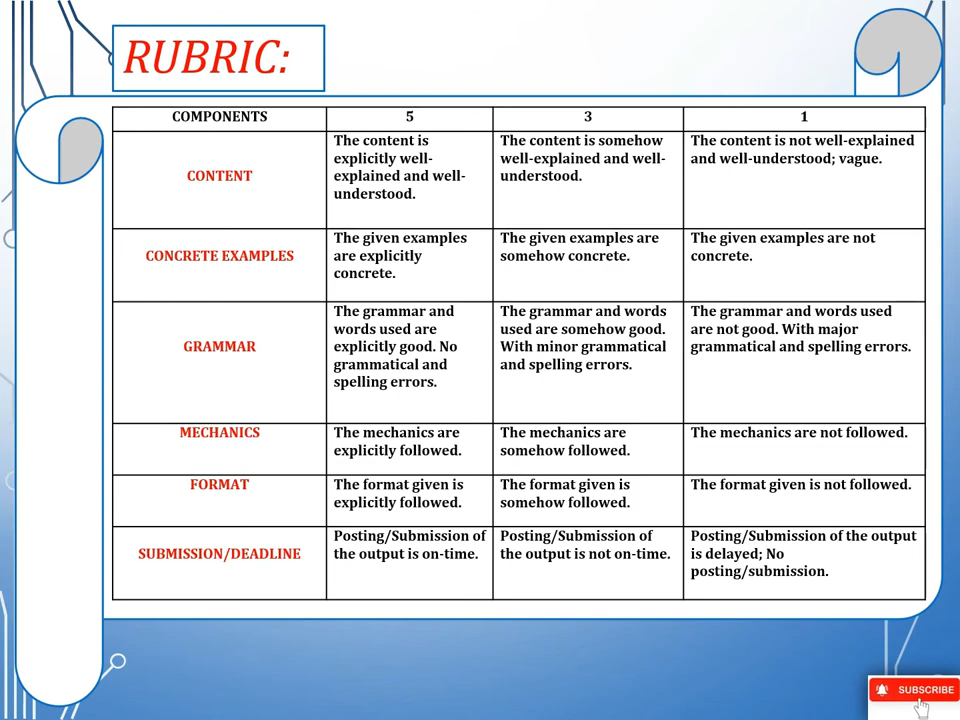 RUBRIC:
COMPONENTS
5
3
1
CONTENT
The content is
explicitly well-
explained and well-
understood.
The content is somehow
well-explained and well-
understood.
The content is not well-explained
and well-understood; vague.
CONCRETE EXAMPLES
The given examples
are explicitly
concrete.
The given examples are
somehow concrete.
The given examples are not
concrete.
GRAMMAR
The grammar and
words used are
explicitly good. No
grammatical and
spelling errors.
The grammar and words
used are somehow good.
With minor grammatical
and spelling errors.
The grammar and words used
are not good. With major
grammatical and spelling errors.
MECHANICS
The mechanics are
explicitly followed.
The mechanics are
somehow followed.
The mechanics are not followed.
FORMAT
The format given is
explicitly followed.
The format given is
somehow followed.
The format given is not followed.
SUBMISSION/DEADLINE
Posting/Submission of
the output is on-time.
Posting/Submission of
the output is not on-time.
Posting/Submission of the output
is delayed; No
posting/submission.
SUBSCRIBE